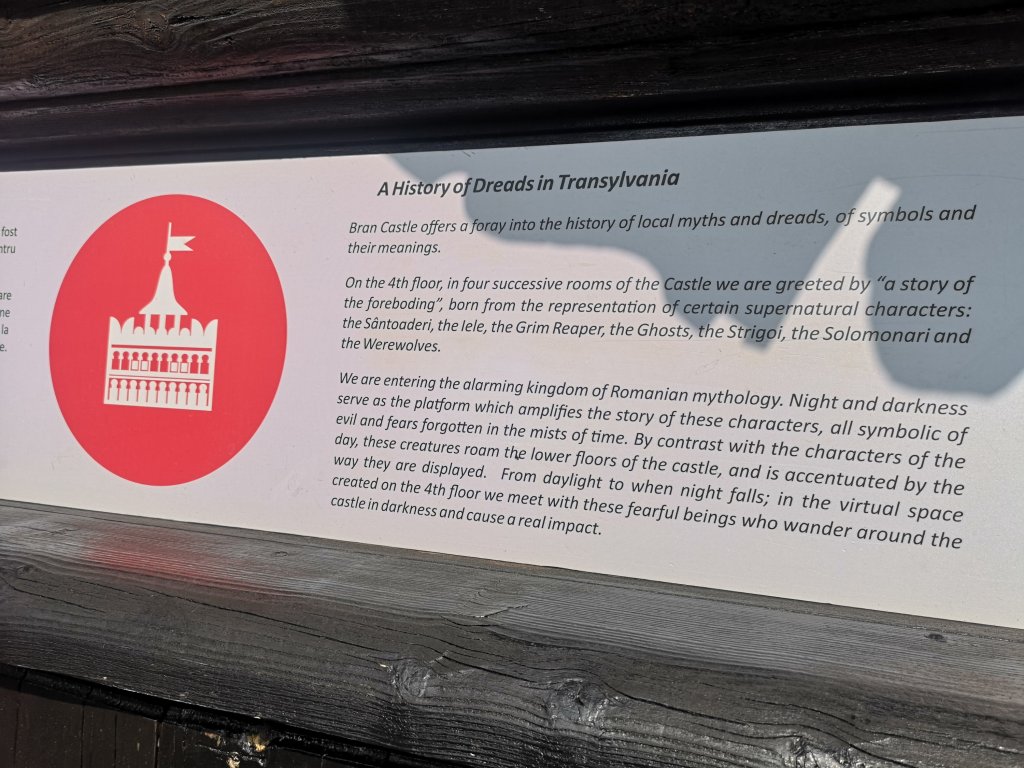 fost
ntru
are
ne
la
e.
A History of Dreads in Transylvania
Bran Castle offers a foray into the history of local myths and dreads, of symbols and
their meanings.
On the 4th floor, in four successive rooms of the Castle we are greeted by “a story of
the foreboding”, born from the representation of certain supernatural characters:
the Sântoaderi, the Iele, the Grim Reaper, the Ghosts, the Strigoi, the Solomonari and
the Werewolves.
We are entering the alarming kingdom of Romanian mythology. Night and darkness
serve as the platform which amplifies the story of these characters, all symbolic of
evil and fears forgotten in the mists of time. By contrast with the characters of the
day, these creatures roam the lower floors of the castle, and is accentuated by the
way they are displayed. From daylight to when night falls; in the virtual space
created on the 4th floor we meet with these fearful beings who wander around the
castle in darkness and cause a real impact.